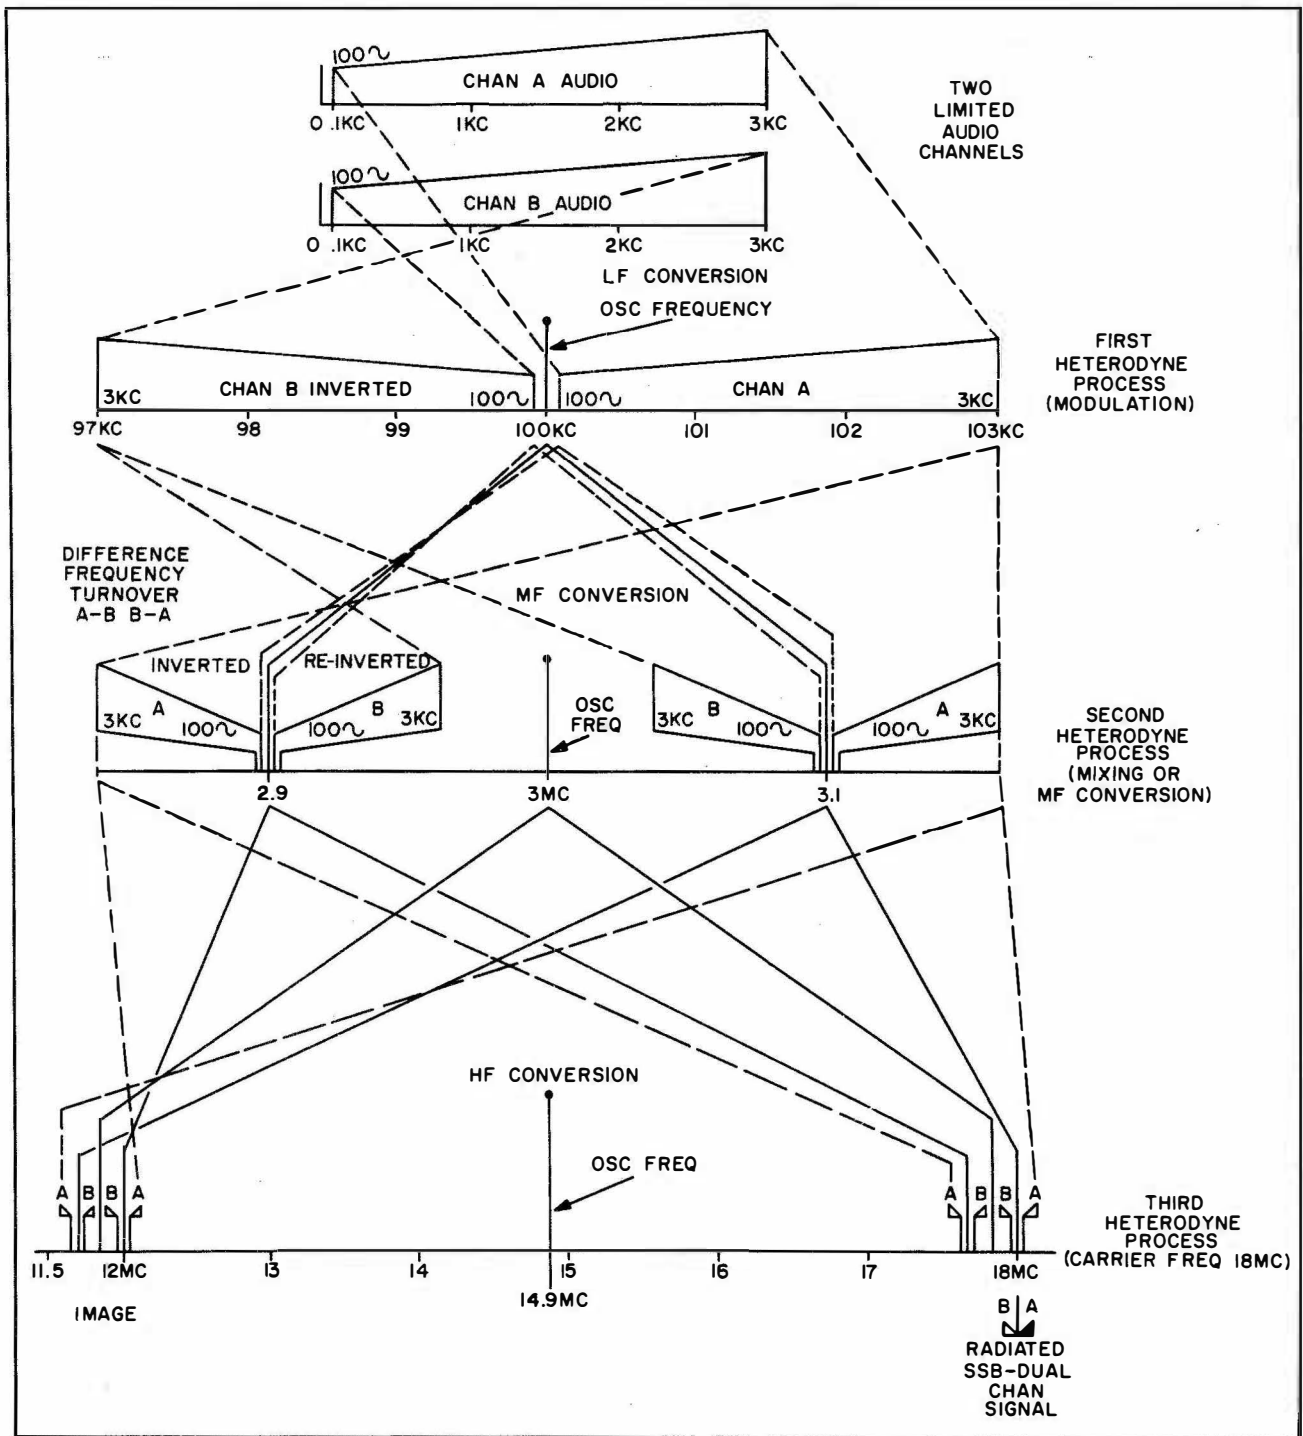 100~
CHAN A AUDIO
0 .1KC 1KC 2KC 3KC
TWO
LIMITED
AUDIO
CHANNELS
100~
CHAN B AUDIO
0 .1KC 1KC 2KC 3KC
LF CONVERSION
OSC FREQUENCY
3KC CHAN B INVERTED 100~ 100~ CHAN A 3KC
97KC 98 99 100KC 101 102 103KC
FIRST
HETERODYNE
PROCESS
(MODULATION)
DIFFERENCE
FREQUENCY
TURNOVER
A-B B-A
MF CONVERSION
INVERTED RE-INVERTED
A B B A
3KC 100~ 100~ 3KC 3KC 100~ 100~ 3KC
OSC
FREQ
2.9 3MC 3.1
SECOND
HETERODYNE
PROCESS
(MIXING OR
MF CONVERSION)
HF CONVERSION
OSC FREQ
A B B A A B B A
11.5 12MC 13 14 15 16 17 18MC
14.9MC
IMAGE
THIRD
HETERODYNE
PROCESS
(CARRIER FREQ 18MC)
B A
RADIATED
SSB-DUAL
CHAN
SIGNAL